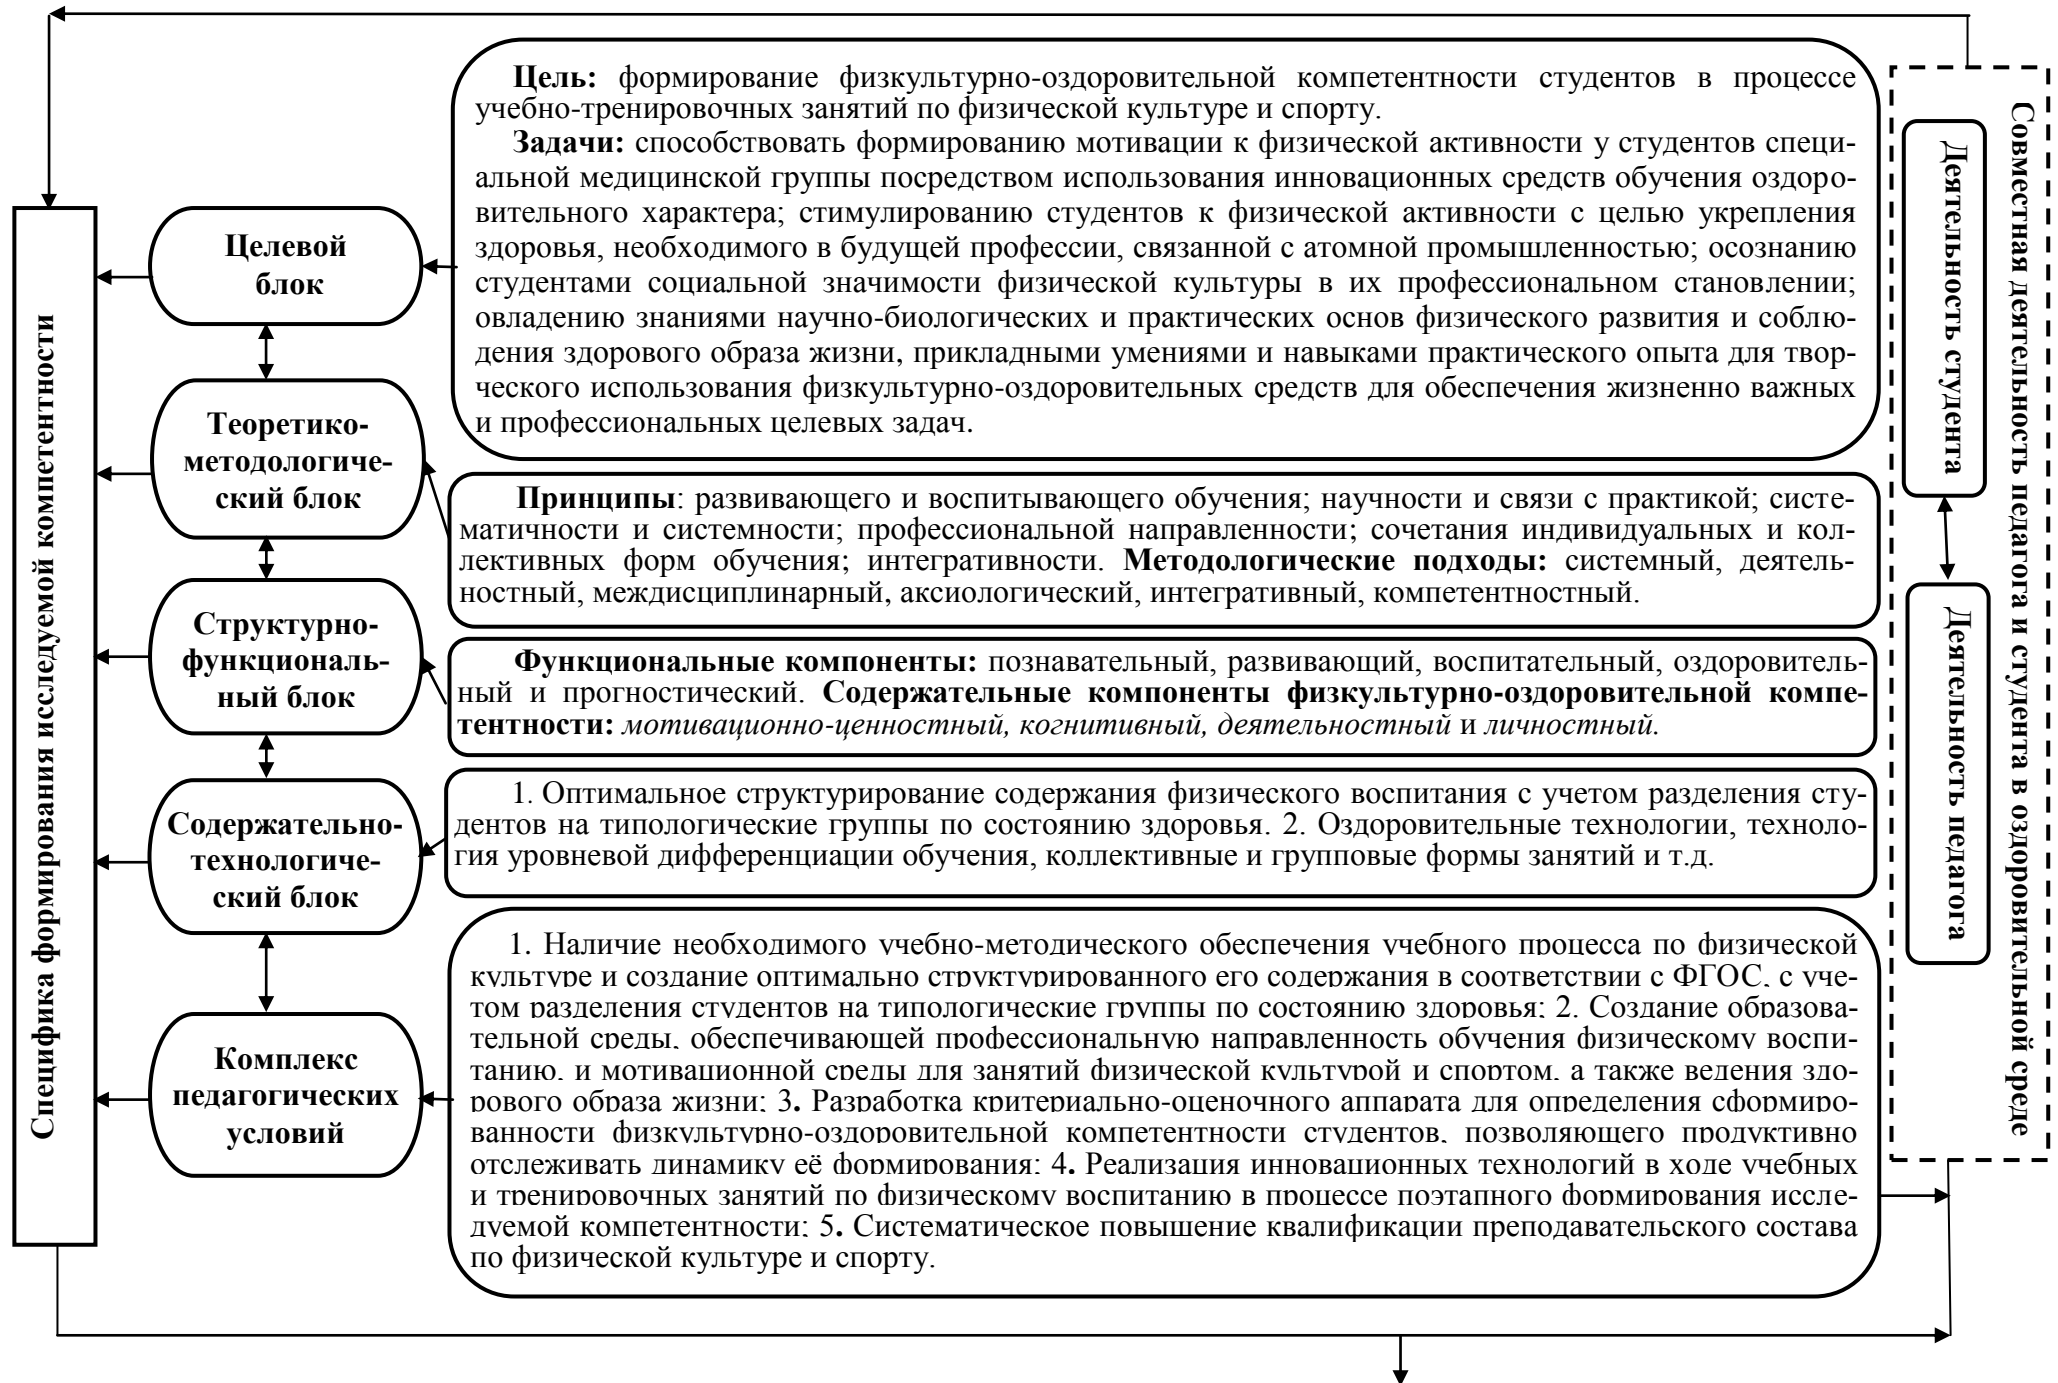 Специфика формирования исследуемой компетентности
Целевой
блок
Теоретико-
методологиче-
ский блок
Структурно-
функциональ-
ный блок
Содержательно-
технологиче-
ский блок
Комплекс
педагогических
условий
Цель: формирование физкультурно-оздоровительной компетентности студентов в процессе
учебно-тренировочных занятий по физической культуре и спорту.
Задачи: способствовать формированию мотивации к физической активности у студентов специ-
альной медицинской группы посредством использования инновационных средств обучения оздоро-
вительного характера; стимулированию студентов к физической активности с целью укрепления
здоровья, необходимого в будущей профессии, связанной с атомной промышленностью; осознанию
студентами социальной значимости физической культуры в их профессиональном становлении;
овладению знаниями научно-биологических и практических основ физического развития и соблю-
дения здорового образа жизни, прикладными умениями и навыками практического опыта для твор-
ческого использования физкультурно-оздоровительных средств для обеспечения жизненно важных
и профессиональных целевых задач.
Принципы: развивающего и воспитывающего обучения; научности и связи с практикой; систе-
матичности и системности; профессиональной направленности; сочетания индивидуальных и кол-
лективных форм обучения; интегративности. Методологические подходы: системный, деятель-
ностный, междисциплинарный, аксиологический, интегративный, компетентностный.
Функциональные компоненты: познавательный, развивающий, воспитательный, оздоровитель-
ный и прогностический. Содержательные компоненты физкультурно-оздоровительной компе-
тентности: мотивационно-ценностный, когнитивный, деятельностный и личностный.
1. Оптимальное структурирование содержания физического воспитания с учетом разделения сту-
дентов на типологические группы по состоянию здоровья. 2. Оздоровительные технологии, техноло-
гия уровневой дифференциации обучения, коллективные и групповые формы занятий и т.д.
1. Наличие необходимого учебно-методического обеспечения учебного процесса по физической
культуре и создание оптимально структурированного его содержания в соответствии с ФГОС, с уче-
том разделения студентов на типологические группы по состоянию здоровья; 2. Создание образова-
тельной среды, обеспечивающей профессиональную направленность обучения физическому воспи-
танию, и мотивационной среды для занятий физической культурой и спортом, а также ведения здо-
рового образа жизни; 3. Разработка критериально-оценочного аппарата для определения сформиро-
ванности физкультурно-оздоровительной компетентности студентов, позволяющего продуктивно
отслеживать динамику её формирования; 4. Реализация инновационных технологий в ходе учебных
и тренировочных занятий по физическому воспитанию в процессе поэтапного формирования иссле-
дуемой компетентности; 5. Систематическое повышение квалификации преподавательского состава
по физической культуре и спорту.
Деятельность студента
Деятельность педагога
Совместная деятельность педагога и студента в оздоровительной среде